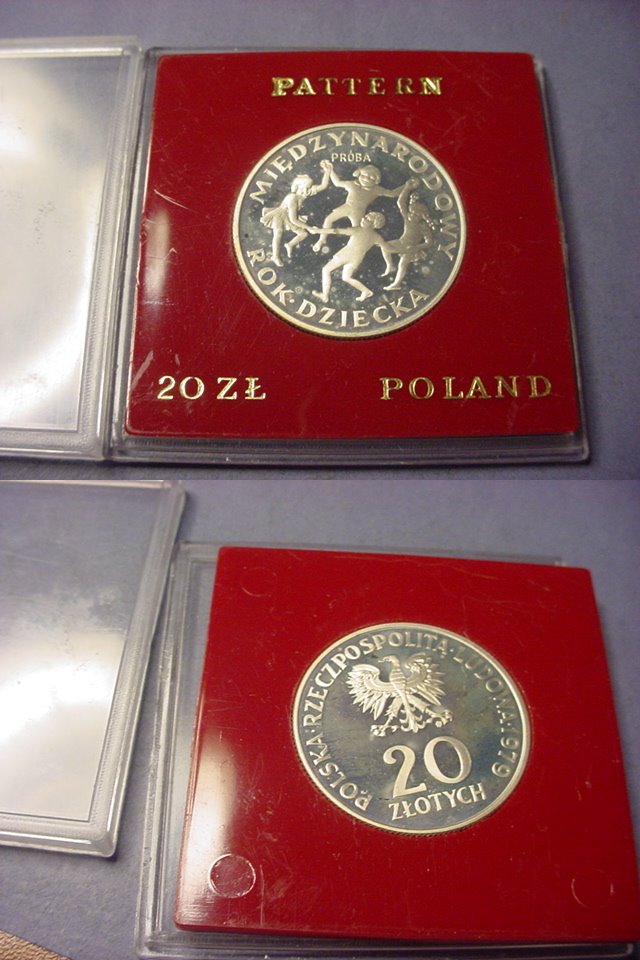 PATTERN
MIĘDZYNARODOWY
PRÓBA
ROK·DZIECKA
20 ZŁ POLAND
POLSKA·RZECZPOSPOLITA·LUDOWA·1979
20
ZŁOTYCH